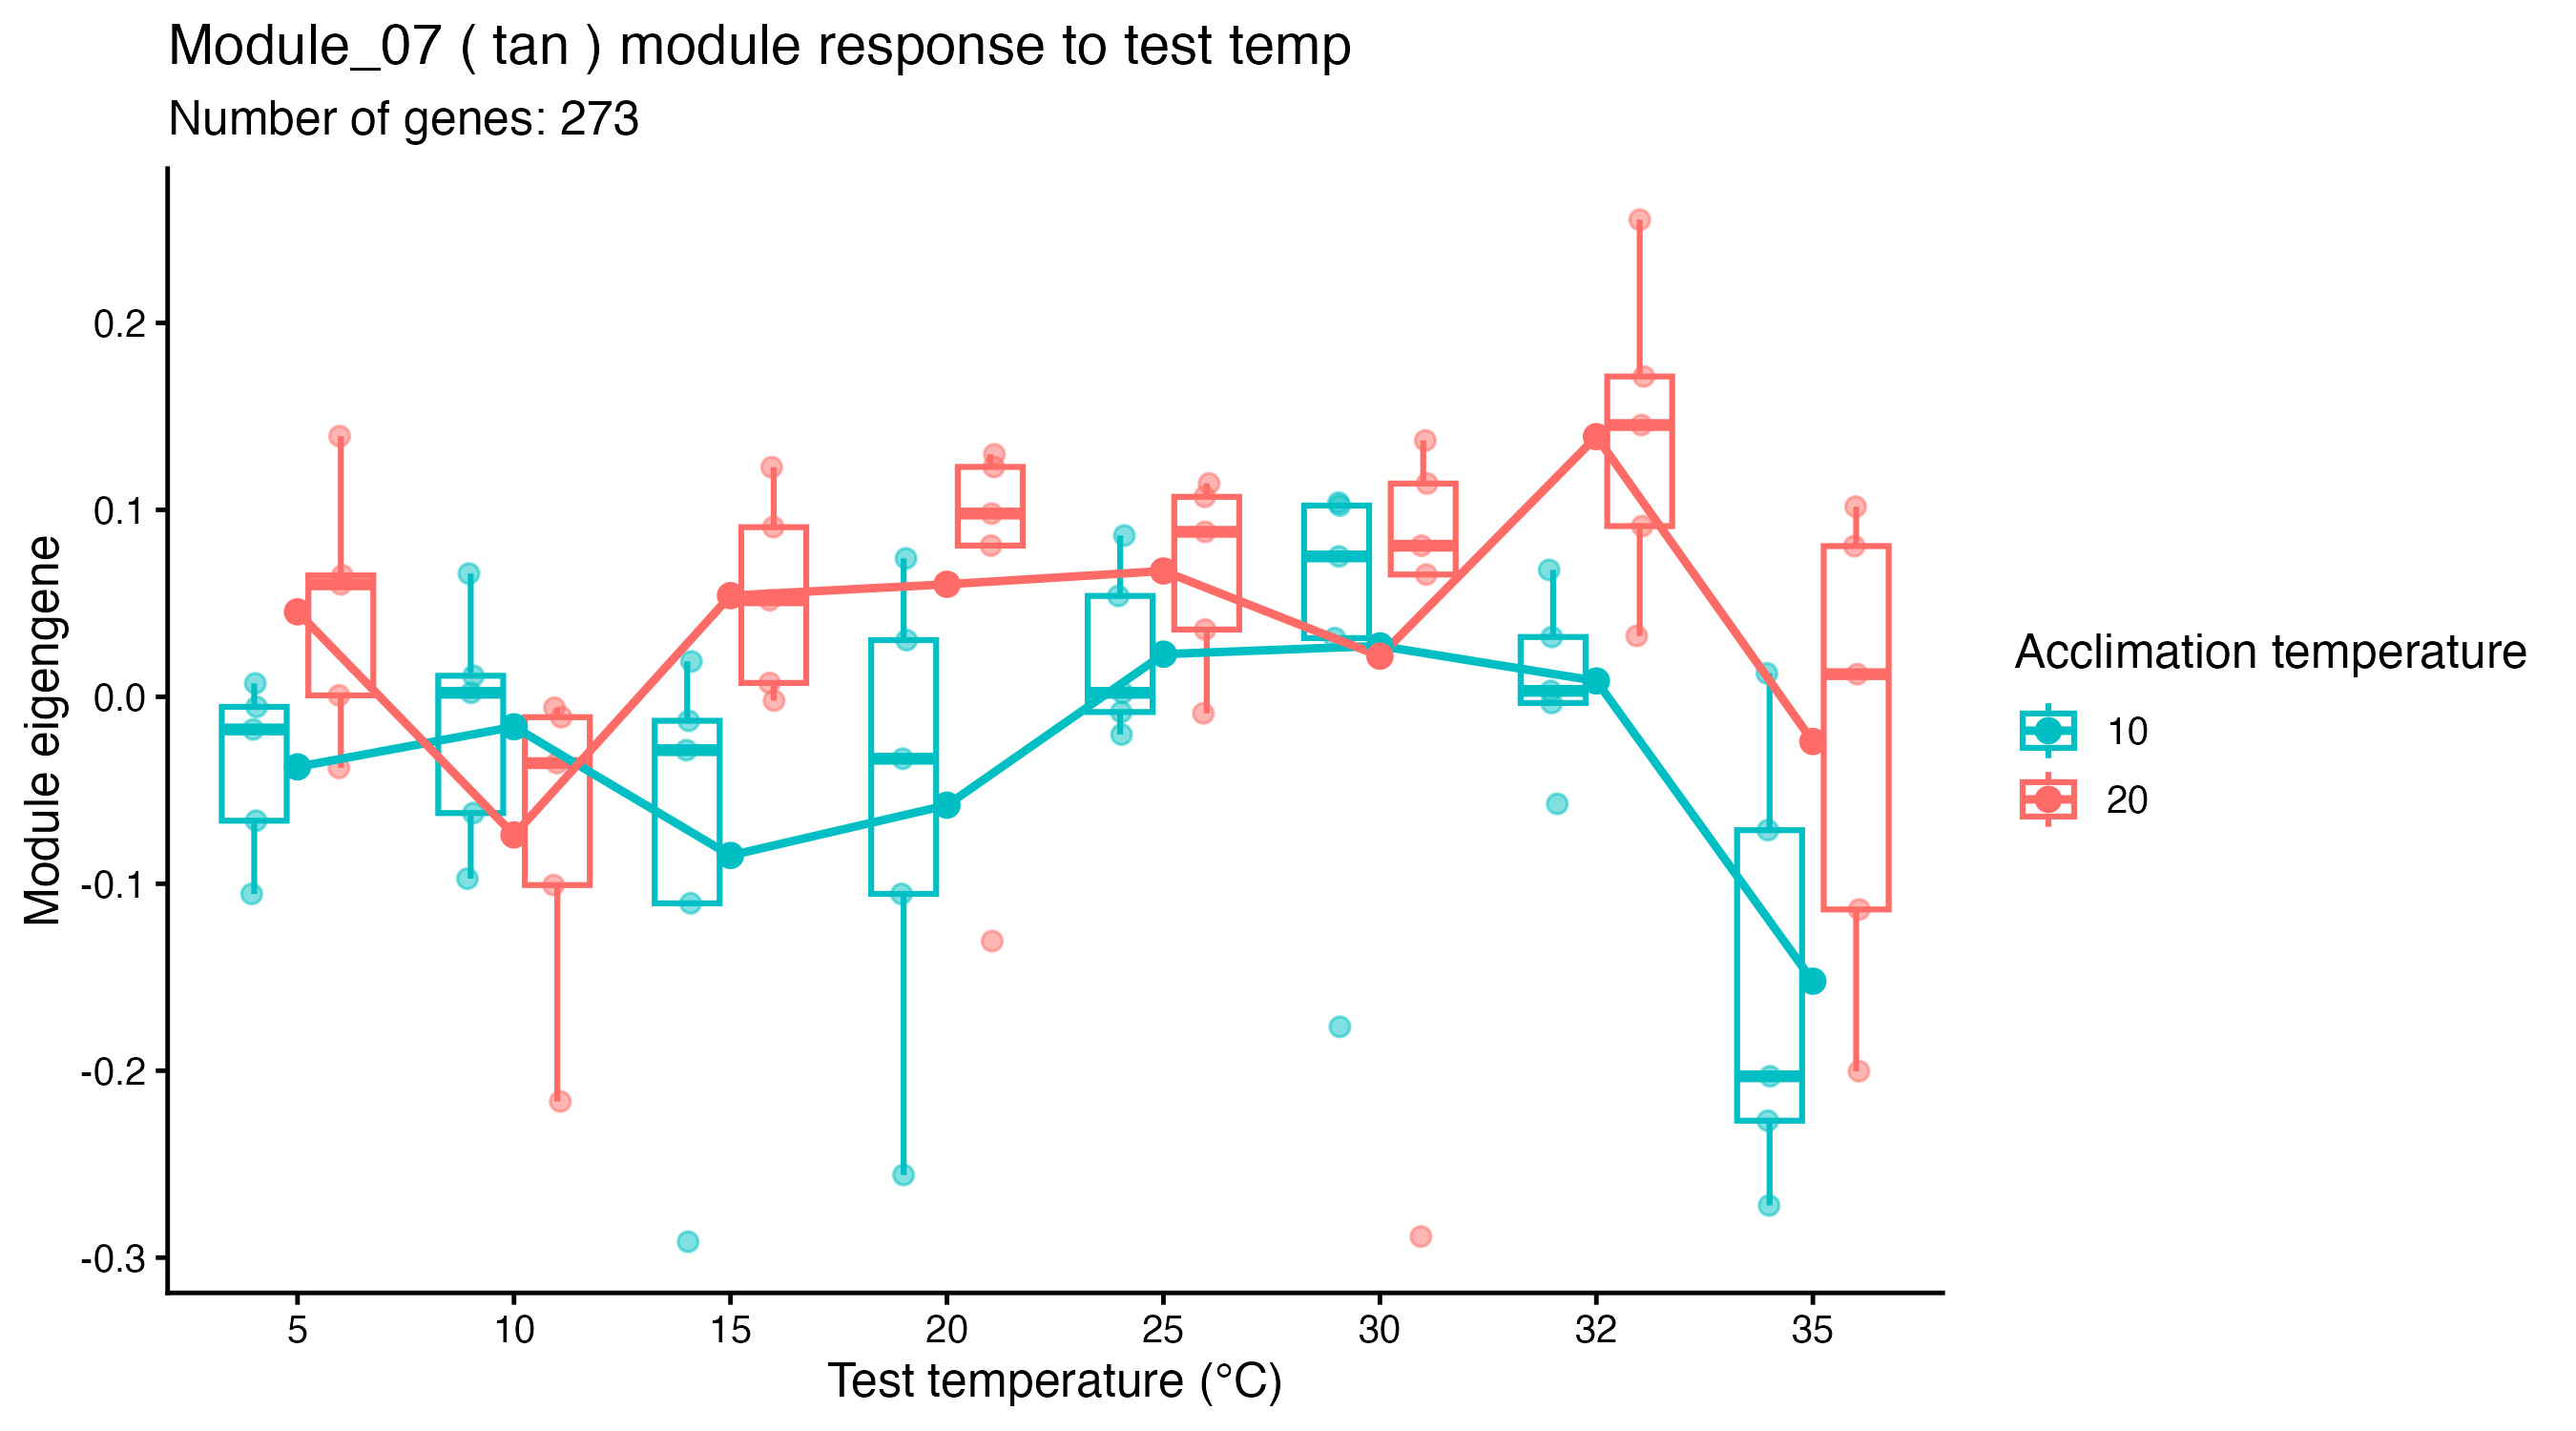 Module_07 ( tan ) module response to test temp
Number of genes: 273
Module eigengene
0.2
0.1
0.0
-0.1
-0.2
-0.3
5 10 15 20 25 30 32 35
Test temperature (°C)
Acclimation temperature
10
20